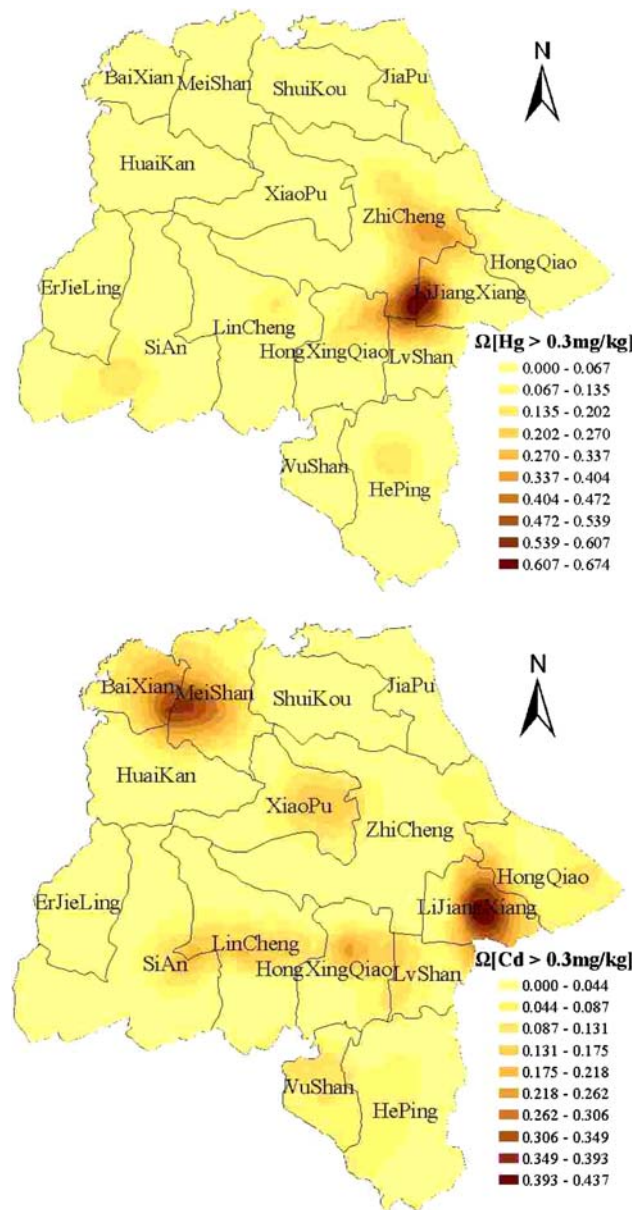 N
BaiXian MeiShan ShuiKou JiaPu
HuaiKan XiaoPu ZhiCheng
HongQiao
ErJieLing LiJiangXiang
SiAn LinCheng HongXingQiao LvShan
WuShan HePing
Ω[Hg > 0.3mg/kg]
0.000 - 0.067
0.067 - 0.135
0.135 - 0.202
0.202 - 0.270
0.270 - 0.337
0.337 - 0.404
0.404 - 0.472
0.472 - 0.539
0.539 - 0.607
0.607 - 0.674
N
BaiXian MeiShan ShuiKou JiaPu
HuaiKan XiaoPu ZhiCheng
HongQiao
ErJieLing LiJiangXiang
SiAn LinCheng HongXingQiao LvShan
WuShan HePing
Ω[Cd > 0.3mg/kg]
0.000 - 0.044
0.044 - 0.087
0.087 - 0.131
0.131 - 0.175
0.175 - 0.218
0.218 - 0.262
0.262 - 0.306
0.306 - 0.349
0.349 - 0.393
0.393 - 0.437